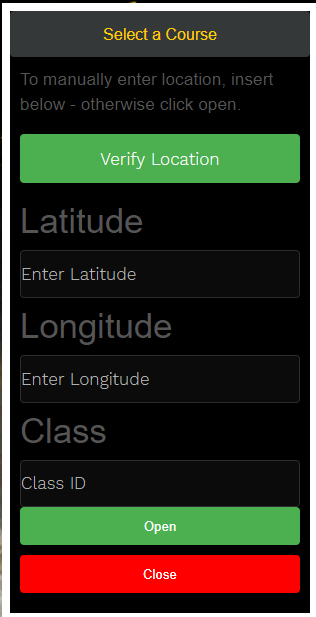 Select a Course
To manually enter location, insert
below - otherwise click open.
Verify Location
Latitude
Enter Latitude
Longitude
Enter Longitude
Class
Class ID
Open
Close